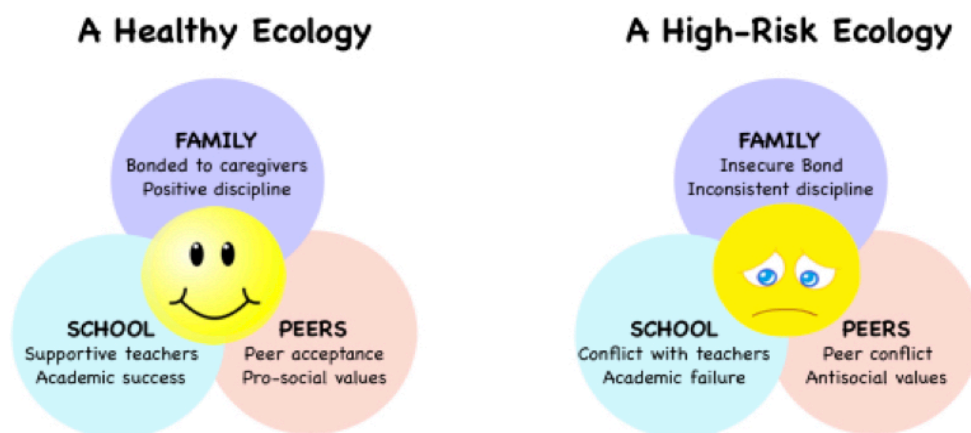 A Healthy Ecology
FAMILY
Bonded to caregivers
Positive discipline
SCHOOL
Supportive teachers
Academic success
PEERS
Peer acceptance
Pro-social values
A High-Risk Ecology
FAMILY
Insecure Bond
Inconsistent discipline
SCHOOL
Conflict with teachers
Academic failure
PEERS
Peer conflict
Antisocial values